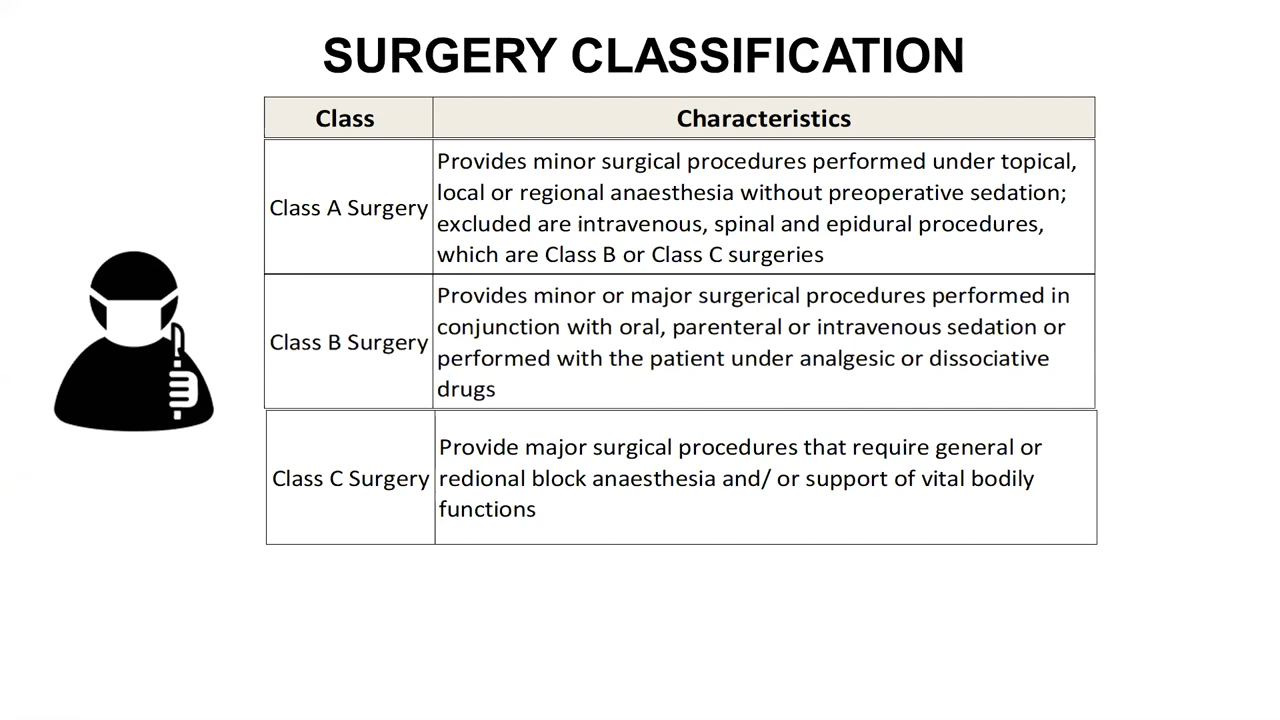 SURGERY CLASSIFICATION
Class Characteristics
Class A Surgery
Provides minor surgical procedures performed under topical,
local or regional anaesthesia without preoperative sedation;
excluded are intravenous, spinal and epidural procedures,
which are Class B or Class C surgeries
Class B Surgery
Provides minor or major surgerical procedures performed in
conjunction with oral, parenteral or intravenous sedation or
performed with the patient under analgesic or dissociative
drugs
Class C Surgery
Provide major surgical procedures that require general or
redional block anaesthesia and/ or support of vital bodily
functions